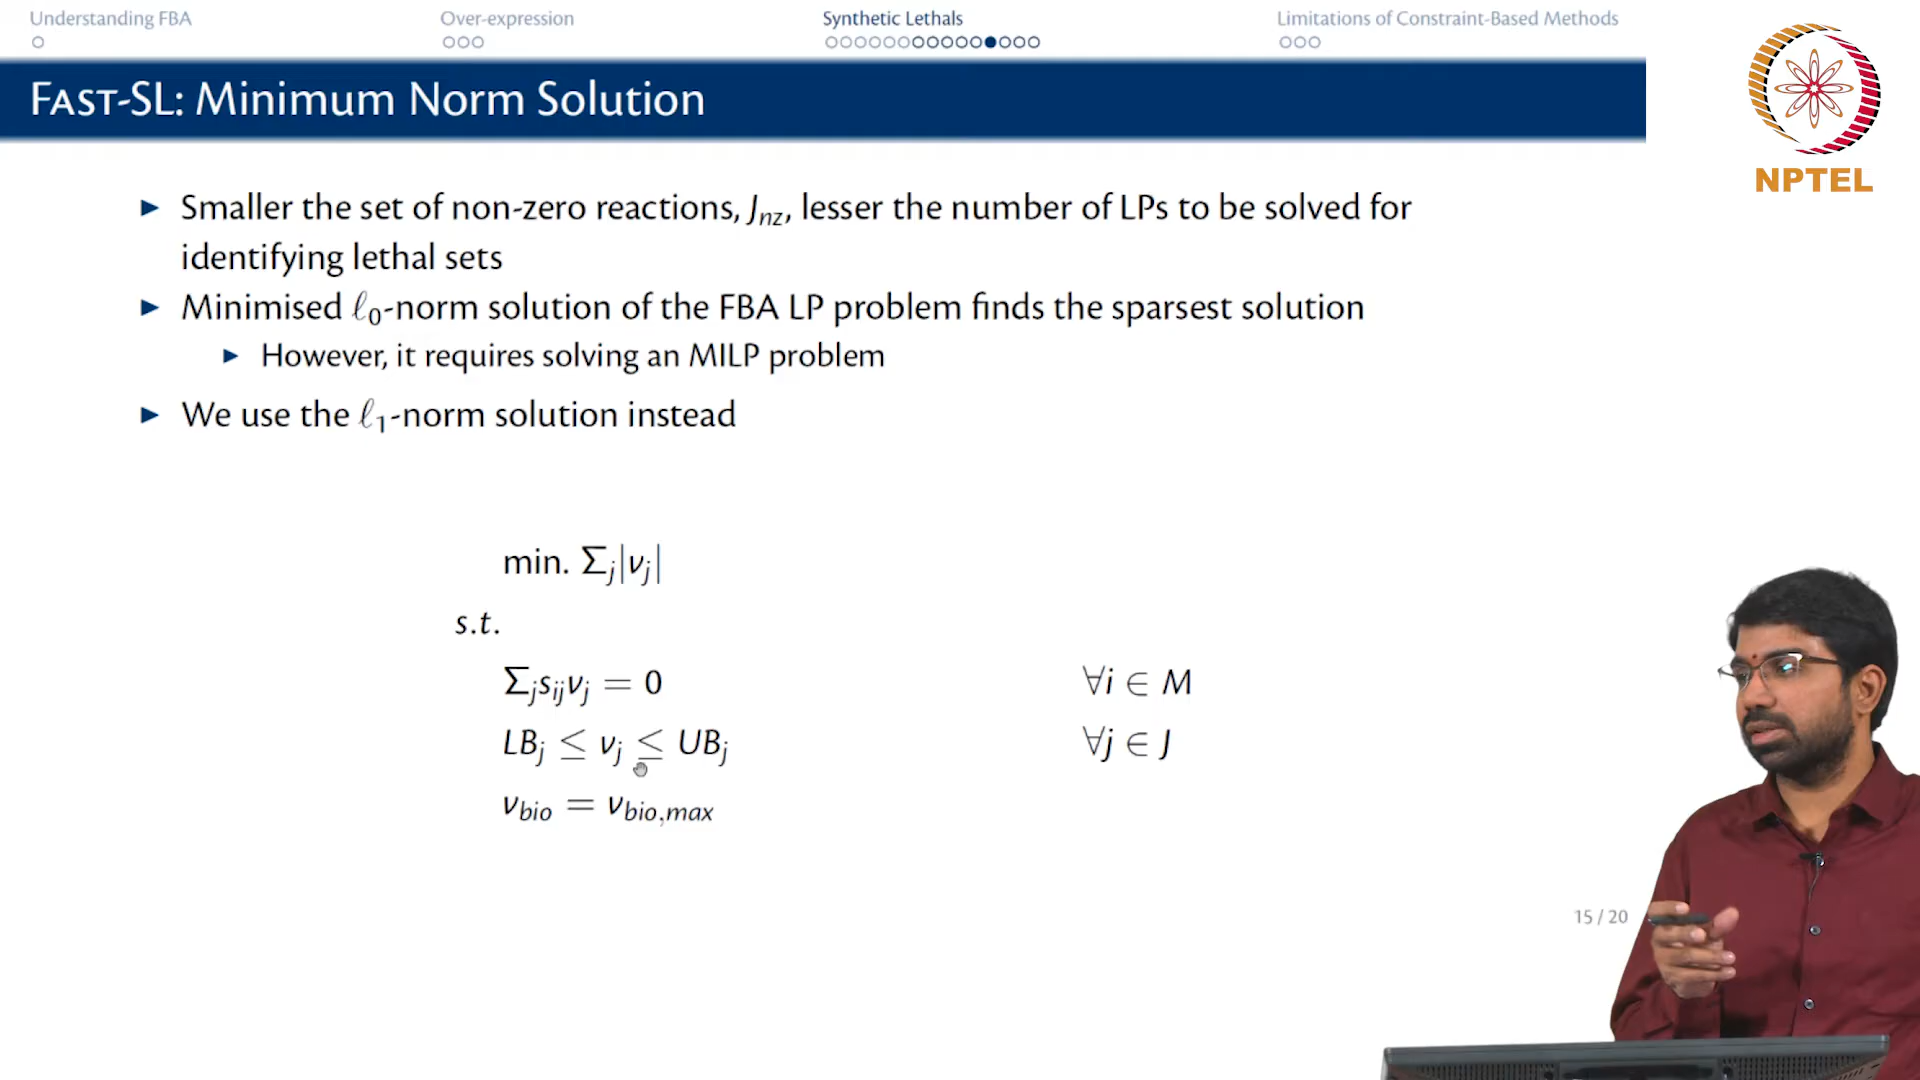 Understanding FBA
Over-expression
Synthetic Lethals
Limitations of Constraint-Based Methods
FAST-SL: Minimum Norm Solution
NPTEL
Smaller the set of non-zero reactions, Jnz, lesser the number of LPs to be solved for
identifying lethal sets
Minimised ℓ0-norm solution of the FBA LP problem finds the sparsest solution
However, it requires solving an MILP problem
We use the ℓ1-norm solution instead
min. Σj|vj|
s.t.
Σjsijvj = 0 ∀i ∈ M
LBj ≤ vj ≤ UBj ∀j ∈ J
vbio = vbio,max
15 / 20